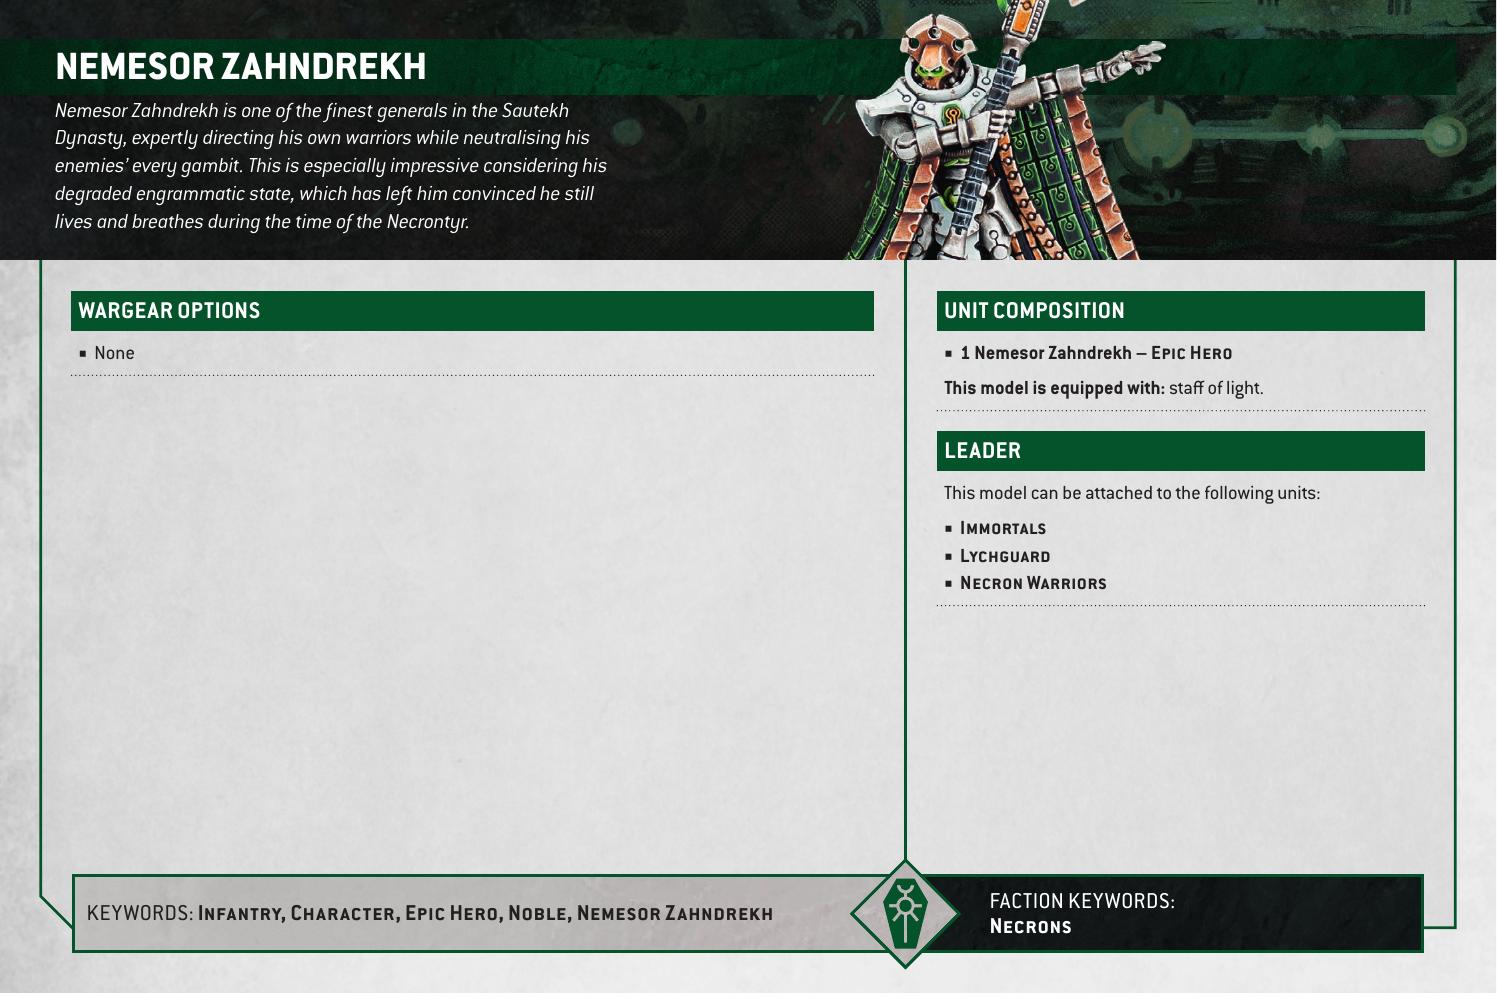 NEMESOR ZAHNDREKH
Nemesor Zahndrekh is one of the finest generals in the Sautekh
Dynasty, expertly directing his own warriors while neutralising his
enemies’ every gambit. This is especially impressive considering his
degraded engrammatic state, which has left him convinced he still
lives and breathes during the time of the Necrontyr.
WARGEAR OPTIONS
▪ None
UNIT COMPOSITION
▪ 1 Nemesor Zahndrekh – Epic Hero
This model is equipped with: staff of light.
LEADER
This model can be attached to the following units:
▪ Immortals
▪ Lychguard
▪ Necron Warriors
KEYWORDS: Infantry, Character, Epic Hero, Noble, Nemesor Zahndrekh
FACTION KEYWORDS:
Necrons